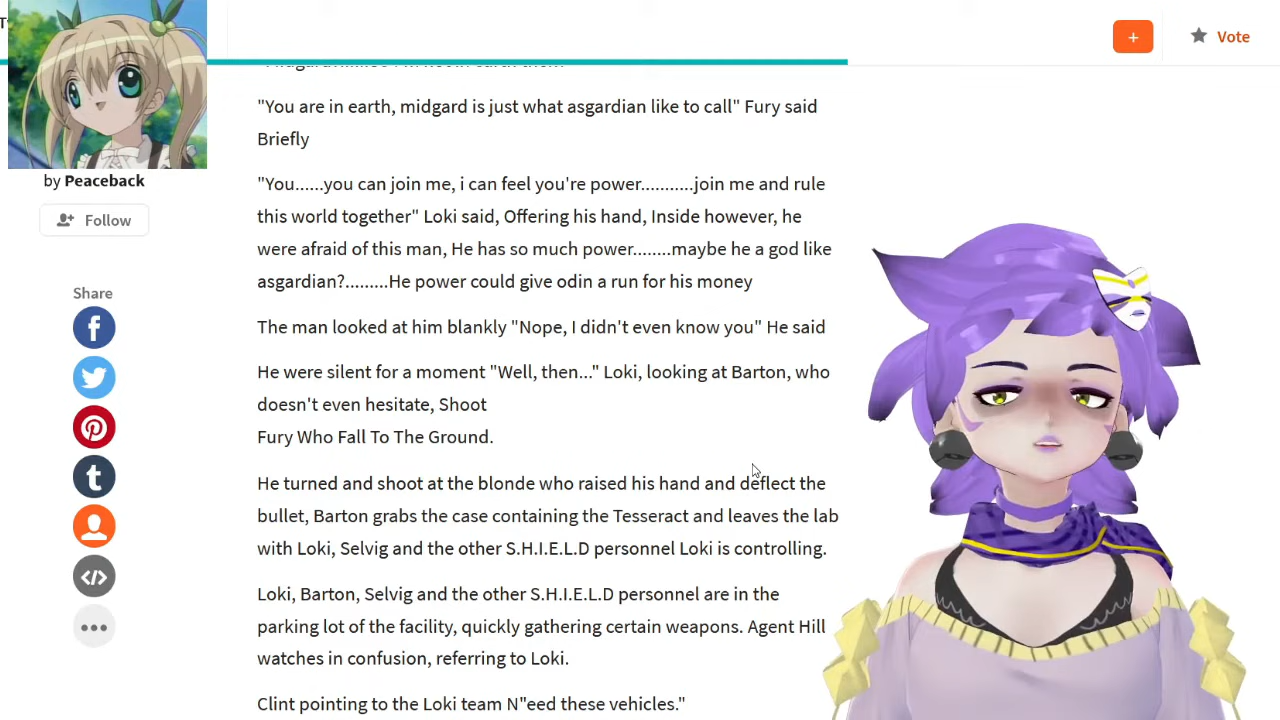 T
+
Vote
"You are in earth, midgard is just what asgardian like to call" Fury said
Briefly
by Peaceback
"You......you can join me, i can feel you're power...........join me and rule
this world together" Loki said, Offering his hand, Inside however, he
were afraid of this man, He has so much power........maybe he a god like
asgardian?.........He power could give odin a run for his money
Follow
Share
The man looked at him blankly "Nope, I didn't even know you" He said
He were silent for a moment "Well, then..." Loki, looking at Barton, who
doesn't even hesitate, Shoot
Fury Who Fall To The Ground.
He turned and shoot at the blonde who raised his hand and deflect the
bullet, Barton grabs the case containing the Tesseract and leaves the lab
with Loki, Selvig and the other S.H.I.E.L.D personnel Loki is controlling.
Loki, Barton, Selvig and the other S.H.I.E.L.D personnel are in the
parking lot of the facility, quickly gathering certain weapons. Agent Hill
watches in confusion, referring to Loki.
Clint pointing to the Loki team N"eed these vehicles."